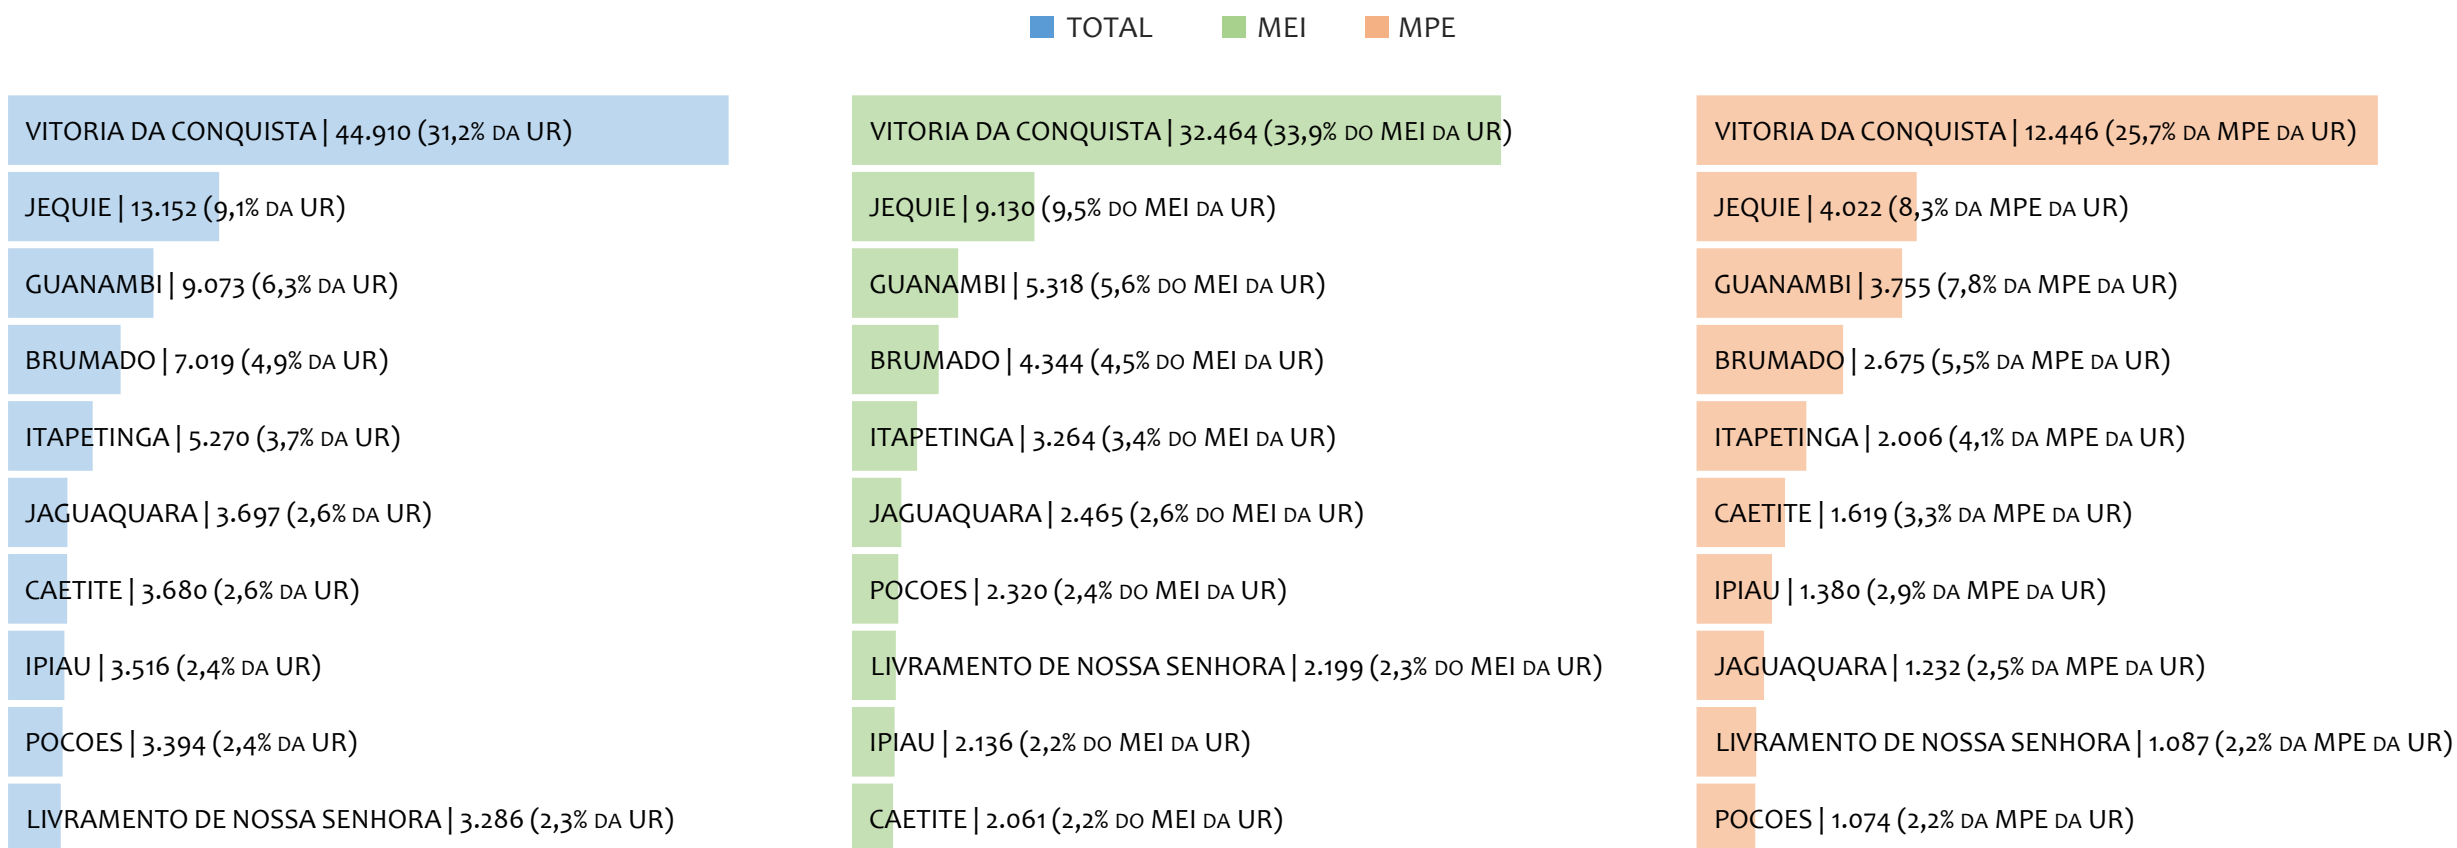 TOTAL MEI MPE
VITORIA DA CONQUISTA | 44.910 (31,2% DA UR)
JEQUIE | 13.152 (9,1% DA UR)
GUANAMBI | 9.073 (6,3% DA UR)
BRUMADO | 7.019 (4,9% DA UR)
ITAPETINGA | 5.270 (3,7% DA UR)
JAGUAQUARA | 3.697 (2,6% DA UR)
CAETITE | 3.680 (2,6% DA UR)
IPIAU | 3.516 (2,4% DA UR)
POCOES | 3.394 (2,4% DA UR)
LIVRAMENTO DE NOSSA SENHORA | 3.286 (2,3% DA UR)
VITORIA DA CONQUISTA | 32.464 (33,9% DO MEI DA UR)
JEQUIE | 9.130 (9,5% DO MEI DA UR)
GUANAMBI | 5.318 (5,6% DO MEI DA UR)
BRUMADO | 4.344 (4,5% DO MEI DA UR)
ITAPETINGA | 3.264 (3,4% DO MEI DA UR)
JAGUAQUARA | 2.465 (2,6% DO MEI DA UR)
POCOES | 2.320 (2,4% DO MEI DA UR)
LIVRAMENTO DE NOSSA SENHORA | 2.199 (2,3% DO MEI DA UR)
IPIAU | 2.136 (2,2% DO MEI DA UR)
CAETITE | 2.061 (2,2% DO MEI DA UR)
VITORIA DA CONQUISTA | 12.446 (25,7% DA MPE DA UR)
JEQUIE | 4.022 (8,3% DA MPE DA UR)
GUANAMBI | 3.755 (7,8% DA MPE DA UR)
BRUMADO | 2.675 (5,5% DA MPE DA UR)
ITAPETINGA | 2.006 (4,1% DA MPE DA UR)
CAETITE | 1.619 (3,3% DA MPE DA UR)
IPIAU | 1.380 (2,9% DA MPE DA UR)
JAGUAQUARA | 1.232 (2,5% DA MPE DA UR)
LIVRAMENTO DE NOSSA SENHORA | 1.087 (2,2% DA MPE DA UR)
POCOES | 1.074 (2,2% DA MPE DA UR)